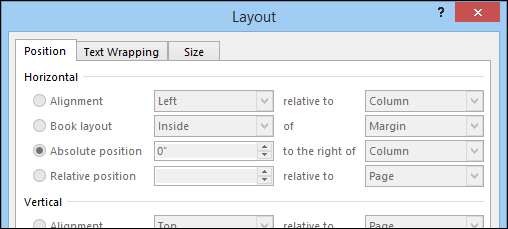 Layout
?
Position Text Wrapping Size
Horizontal
Alignment Left relative to Column
Book layout Inside of Margin
Absolute position 0" to the right of Column
Relative position relative to Page
Vertical
Alignment Top relative to Page